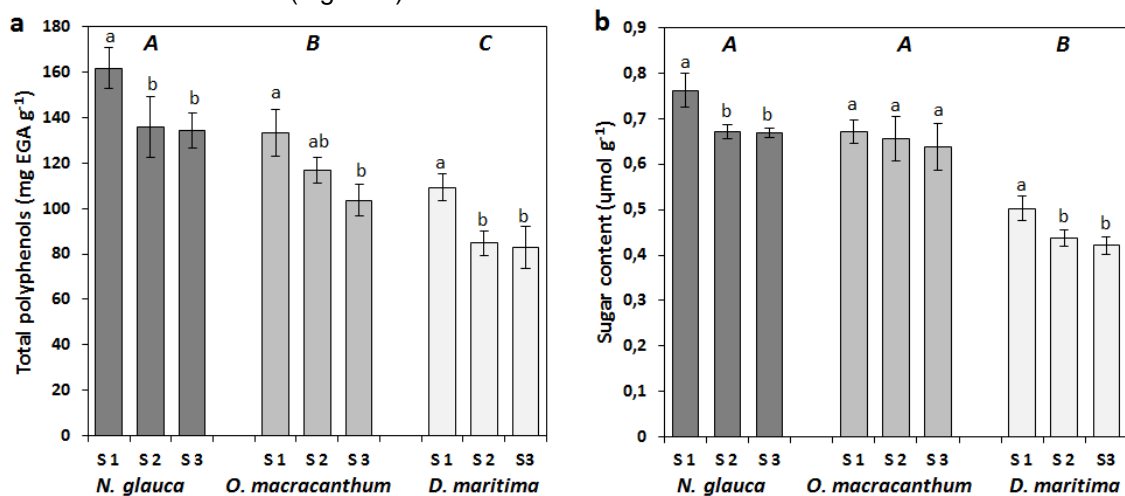 a
Total polyphenols (mg EGA g⁻¹)
180
160
140
120
100
80
60
40
20
0
A
B
C
a
b
b
a
ab
b
a
b
b
S 1 S 2 S 3 S 1 S 2 S 3 S 1 S 2 S3
N. glauca O. macracanthum D. maritima
b
Sugar content (ɥmol g⁻¹)
0,9
0,8
0,7
0,6
0,5
0,4
0,3
0,2
0,1
0
A
A
B
a
b
b
a
a
a
a
b
b
S 1 S 2 S 3 S 1 S 2 S 3 S 1 S 2 S3
N. glauca O. macracanthum D. maritima